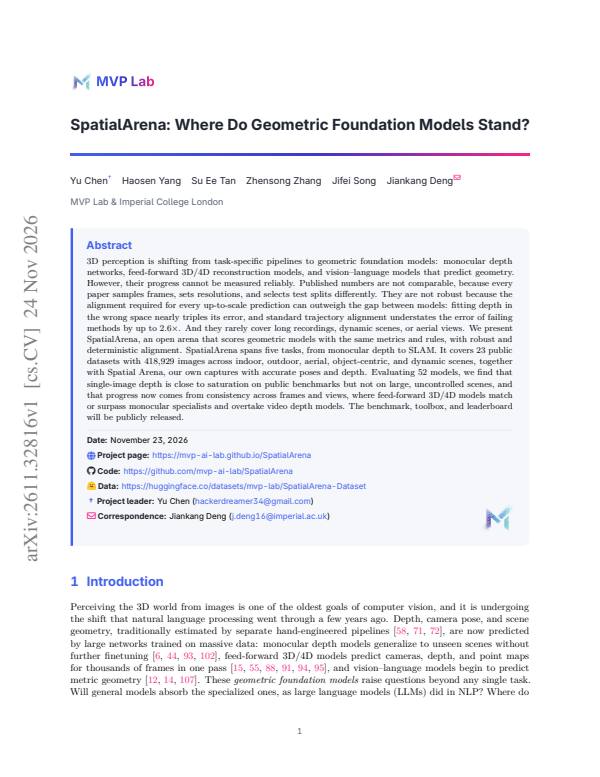 MVP Lab
SpatialArena: Where Do Geometric Foundation Models Stand?
Yu Chen† Haosen Yang Su Ee Tan Zhensong Zhang Jifei Song Jiankang Deng
MVP Lab & Imperial College London
Abstract
3D perception is shifting from task-specific pipelines to geometric foundation models: monocular depth
networks, feed-forward 3D/4D reconstruction models, and vision–language models that predict geometry.
However, their progress cannot be measured reliably. Published numbers are not comparable, because every
paper samples frames, sets resolutions, and selects test splits differently. They are not robust because the
alignment required for every up-to-scale prediction can outweigh the gap between models: fitting depth in
the wrong space nearly triples its error, and standard trajectory alignment understates the error of failing
methods by up to 2.6×. And they rarely cover long recordings, dynamic scenes, or aerial views. We present
SpatialArena, an open arena that scores geometric models with the same metrics and rules, with robust and
deterministic alignment. SpatialArena spans five tasks, from monocular depth to SLAM. It covers 23 public
datasets with 418,929 images across indoor, outdoor, aerial, object-centric, and dynamic scenes, together
with Spatial Arena, our own captures with accurate poses and depth. Evaluating 52 models, we find that
single-image depth is close to saturation on public benchmarks but not on large, uncontrolled scenes, and
that progress now comes from consistency across frames and views, where feed-forward 3D/4D models match
or surpass monocular specialists and overtake video depth models. The benchmark, toolbox, and leaderboard
will be publicly released.
Date: November 23, 2026
Project page: https://mvp-ai-lab.github.io/SpatialArena
Code: https://github.com/mvp-ai-lab/SpatialArena
Data: https://huggingface.co/datasets/mvp-lab/SpatialArena-Dataset
† Project leader: Yu Chen (hackerdreamer34@gmail.com)
Correspondence: Jiankang Deng (j.deng16@imperial.ac.uk)
arXiv:2611.32816v1 [cs.CV] 24 Nov 2026
1 Introduction
Perceiving the 3D world from images is one of the oldest goals of computer vision, and it is undergoing
the shift that natural language processing went through a few years ago. Depth, camera pose, and scene
geometry, traditionally estimated by separate hand-engineered pipelines [58, 71, 72], are now predicted
by large networks trained on massive data: monocular depth models generalize to unseen scenes without
further finetuning [6, 44, 93, 102], feed-forward 3D/4D models predict cameras, depth, and point maps
for thousands of frames in one pass [15, 55, 88, 91, 94, 95], and vision–language models begin to predict
metric geometry [12, 14, 107]. These geometric foundation models raise questions beyond any single task.
Will general models absorb the specialized ones, as large language models (LLMs) did in NLP? Where do
1